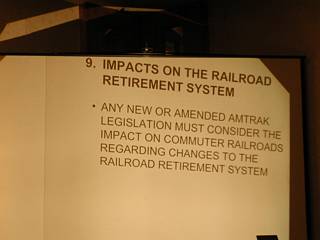 9. IMPACTS ON THE RAILROAD
RETIREMENT SYSTEM
• ANY NEW OR AMENDED AMTRAK
LEGISLATION MUST CONSIDER THE
IMPACT ON COMMUTER RAILROADS
REGARDING CHANGES TO THE
RAILROAD RETIREMENT SYSTEM